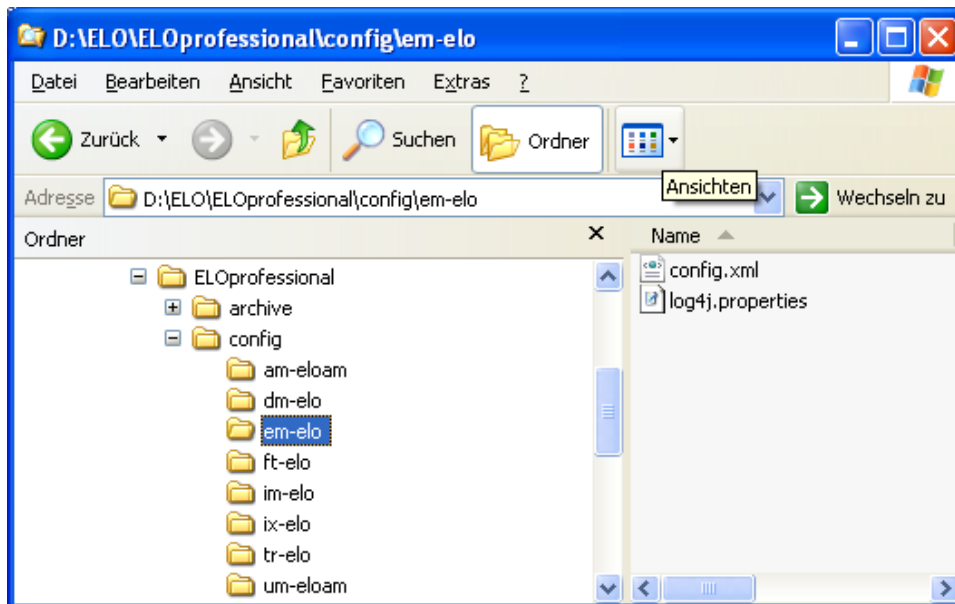 D:\ELO\ELOprofessional\config\em-elo
Datei Bearbeiten Ansicht Favoriten Extras ?
Zurück Suchen Ordner
Ansichten
Adresse D:\ELO\ELOprofessional\config\em-elo Wechseln zu
Ordner Name
ELOprofessional config.xml
archive log4j.properties
config
am-eloam
dm-elo
em-elo
ft-elo
im-elo
ix-elo
tr-elo
um-eloam